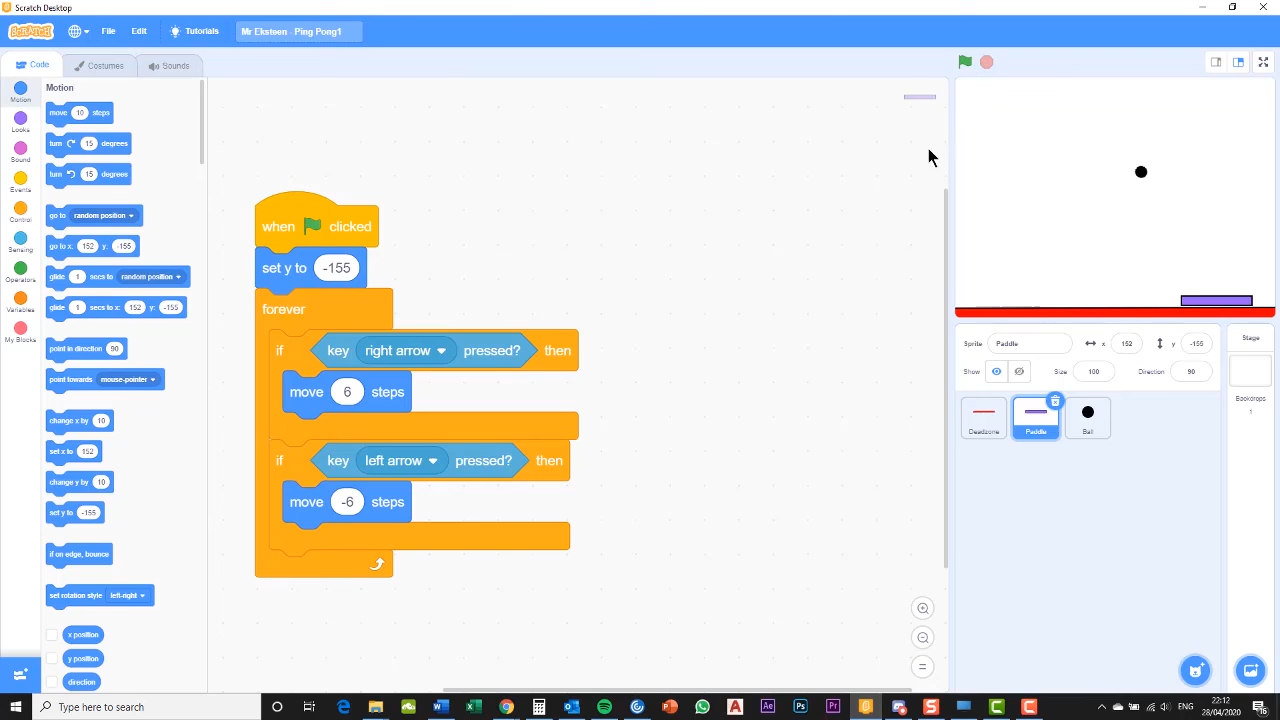 Scratch Desktop
SCRATCH
File
Edit
Tutorials
Mr Eksteen - Ping Pong1
Code
Costumes
Sounds
Motion
Looks
Sound
Events
Control
Sensing
Operators
Variables
My Blocks
Motion
move 10 steps
turn 15 degrees
turn 15 degrees
go to random position
go to x: 152 y: -155
glide 1 secs to random position
glide 1 secs to x: 152 y: -155
point in direction 90
point towards mouse-pointer
change x by 10
set x to 152
change y by 10
set y to -155
if on edge, bounce
set rotation style left-right
x position
y position
direction
when clicked
set y to -155
forever
if key right arrow pressed? then
move 6 steps
if key left arrow pressed? then
move -6 steps
Sprite Paddle x 152 y -155
Show Size 100 Direction 90
Deadzone
Paddle
Ball
Stage
Backdrops
1
Type here to search
ENG
22:12
28/04/2020